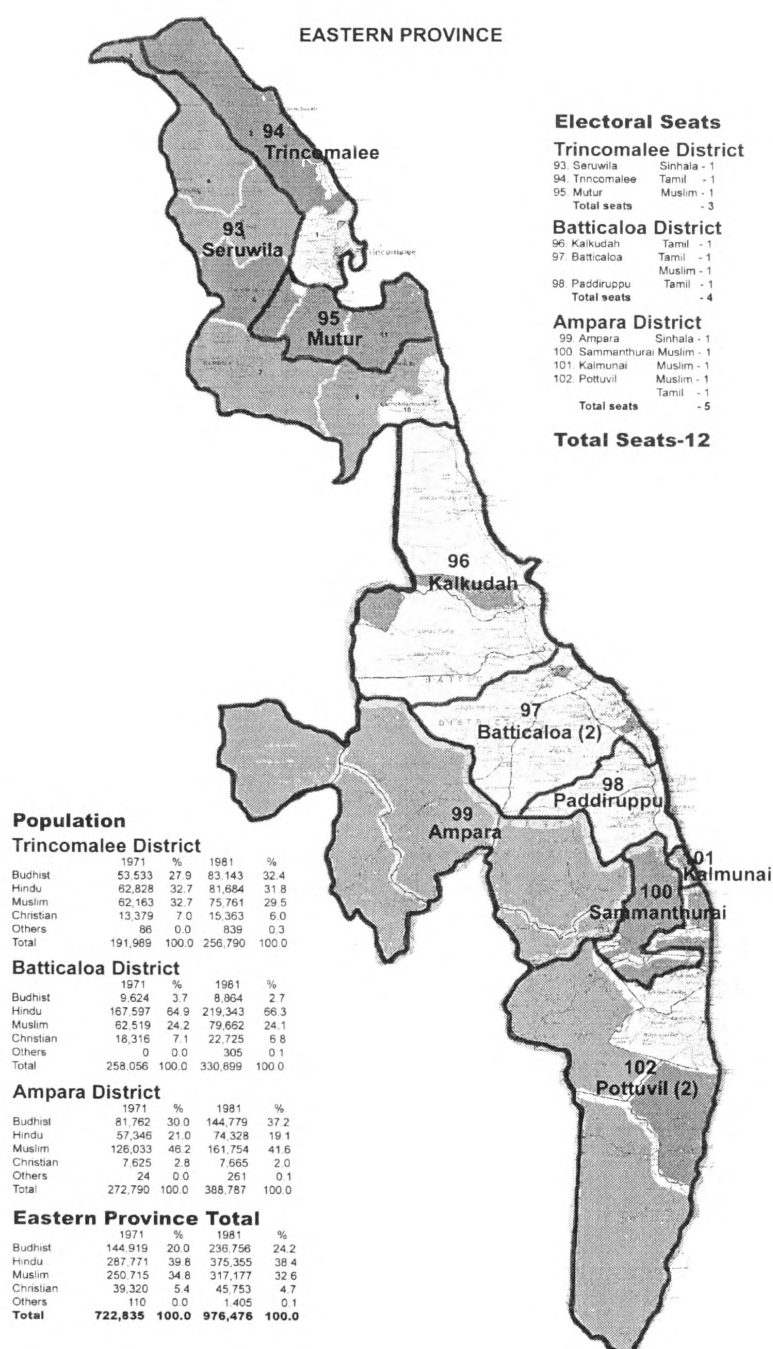 EASTERN PROVINCE
94
Trincomalee
93
Seruwila
95
Mutur
96
Kalkudah
97
Batticaloa (2)
98
Paddiruppu
99
Ampara
100
Sammanthurai
101
Kalmunai
102
Pottuvil (2)
Electoral Seats
Trincomalee District
93. Seruwila Sinhala - 1
94. Trincomalee Tamil - 1
95. Mutur Muslim - 1
Total seats - 3
Batticaloa District
96. Kalkudah Tamil - 1
97. Baticaloa Tamil - 1
Muslim - 1
98. Paddiruppu Tamil - 1
Total seats - 4
Ampara District
99. Ampara Sinhala - 1
100. Sammanthurai Muslim - 1
101. Kalmunai Muslim - 1
102. Pottuvil Muslim - 1
Tamil - 1
Total seats - 5
Total Seats-12
Population
Trincomalee District
1971 % 1981 %
Budhist 53,533 27.9 83,143 32.4
Hindu 62,828 32.7 81,684 31.8
Muslim 62,163 32.7 75,761 29.5
Christian 13,379 7.0 15,363 6.0
Others 86 0.0 839 0.3
Total 191,989 100.0 256,790 100.0
Batticaloa District
1971 % 1981 %
Budhist 9,624 3.7 8,864 2.7
Hindu 167,597 64.9 219,343 66.3
Muslim 62,519 24.2 79,662 24.1
Christian 18,316 7.1 22,725 6.8
Others 0 0.0 305 0.1
Total 258,056 100.0 330,899 100.0
Ampara District
1971 % 1981 %
Budhist 81,762 30.0 144,779 37.2
Hindu 57,346 21.0 74,328 19.1
Muslim 126,033 46.2 161,754 41.6
Christian 7,625 2.8 7,665 2.0
Others 24 0.0 261 0.1
Total 272,790 100.0 388,787 100.0
Eastern Province Total
1971 % 1981 %
Budhist 144,919 20.0 236,756 24.2
Hindu 287,771 39.8 375,355 38.4
Muslim 250,715 34.8 317,177 32.6
Christian 39,320 5.4 45,753 4.7
Others 110 0.0 1,405 0.1
Total 722,835 100.0 976,476 100.0